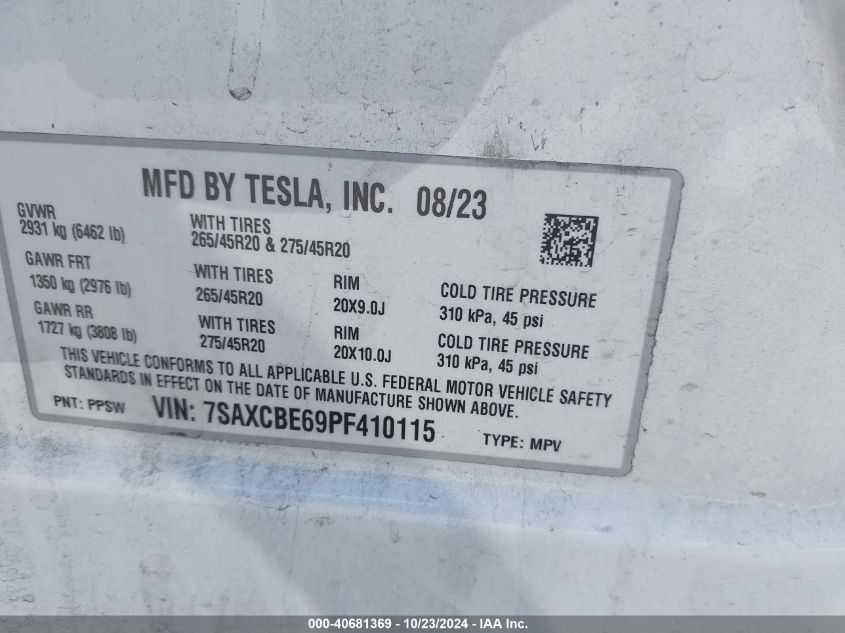 MFD BY TESLA, INC. 08/23
GVWR
2931 kg (6462 lb)
WITH TIRES
265/45R20 & 275/45R20
GAWR FRT
1350 kg (2976 lb)
WITH TIRES
265/45R20
RIM
20X9.0J
COLD TIRE PRESSURE
310 kPa, 45 psi
GAWR RR
1727 kg (3808 lb)
WITH TIRES
275/45R20
RIM
20X10.0J
COLD TIRE PRESSURE
310 kPa, 45 psi
THIS VEHICLE CONFORMS TO ALL APPLICABLE U.S. FEDERAL MOTOR VEHICLE SAFETY
STANDARDS IN EFFECT ON THE DATE OF MANUFACTURE SHOWN ABOVE.
PNT: PPSW VIN: 7SAXCBE69PF410115 TYPE: MPV
000-40681369 - 10/23/2024 - IAA Inc.